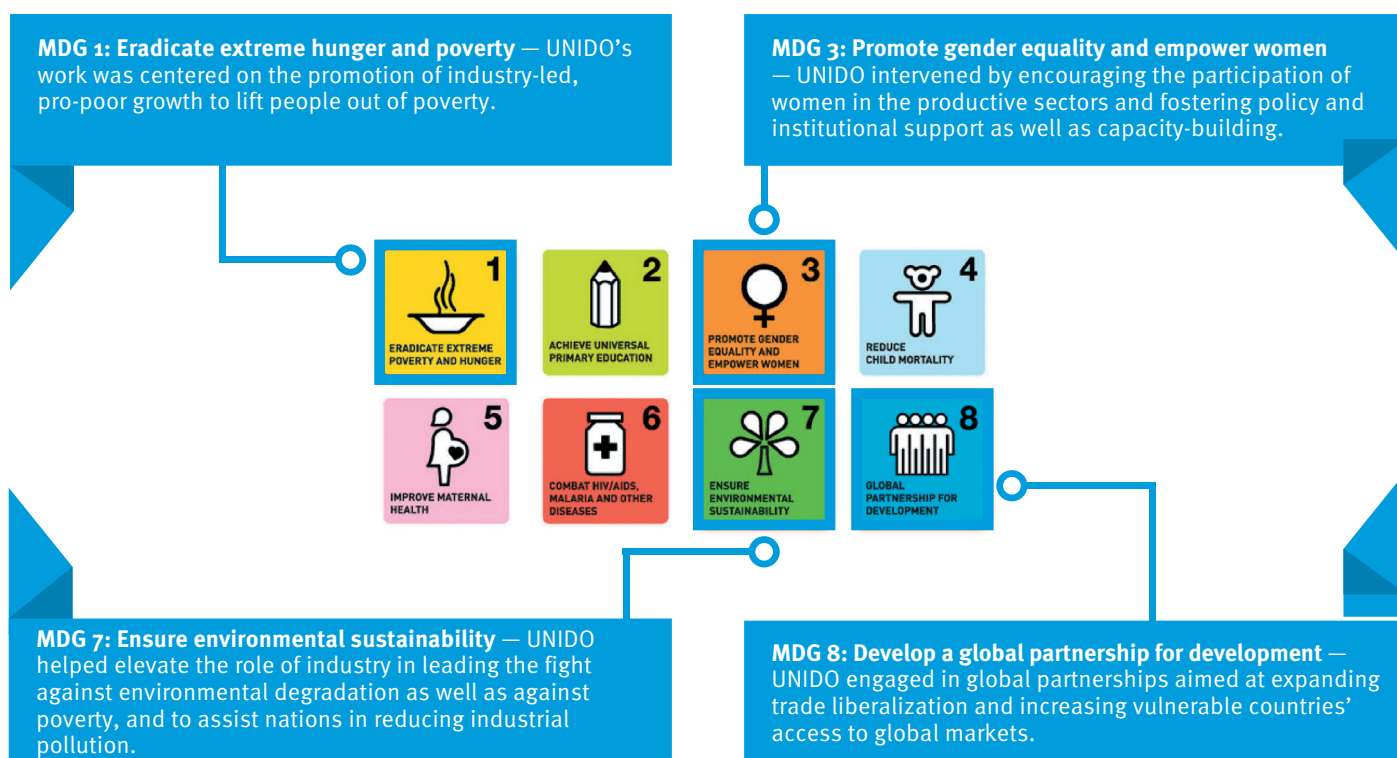 MDG 1: Eradicate extreme hunger and poverty — UNIDO's
work was centered on the promotion of industry-led,
pro-poor growth to lift people out of poverty.
MDG 3: Promote gender equality and empower women
— UNIDO intervened by encouraging the participation of
women in the productive sectors and fostering policy and
institutional support as well as capacity-building.
1
ERADICATE EXTREME
POVERTY AND HUNGER
2
ACHIEVE UNIVERSAL
PRIMARY EDUCATION
3
PROMOTE GENDER
EQUALITY AND
EMPOWER WOMEN
4
REDUCE
CHILD MORTALITY
5
IMPROVE MATERNAL
HEALTH
6
COMBAT HIV/AIDS,
MALARIA AND OTHER
DISEASES
7
ENSURE
ENVIRONMENTAL
SUSTAINABILITY
8
GLOBAL
PARTNERSHIP FOR
DEVELOPMENT
MDG 7: Ensure environmental sustainability — UNIDO
helped elevate the role of industry in leading the fight
against environmental degradation as well as against
poverty, and to assist nations in reducing industrial
pollution.
MDG 8: Develop a global partnership for development —
UNIDO engaged in global partnerships aimed at expanding
trade liberalization and increasing vulnerable countries'
access to global markets.